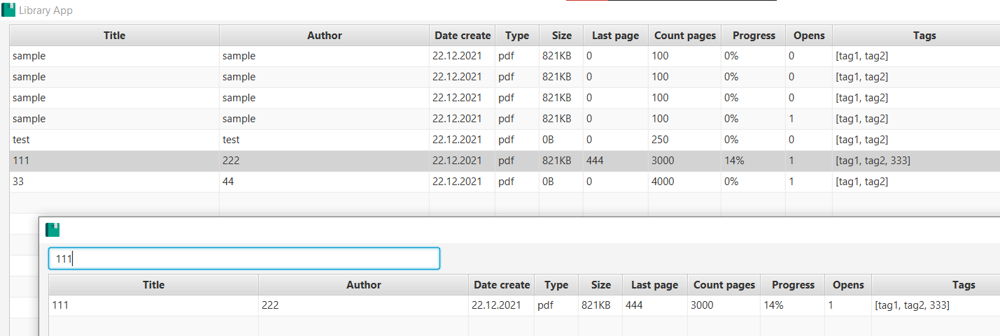 Library App
Title Author Date create Type Size Last page Count pages Progress Opens Tags
sample sample 22.12.2021 pdf 821KB 0 100 0% 0 [tag1, tag2]
sample sample 22.12.2021 pdf 821KB 0 100 0% 0 [tag1, tag2]
sample sample 22.12.2021 pdf 821KB 0 100 0% 0 [tag1, tag2]
sample sample 22.12.2021 pdf 821KB 0 100 0% 1 [tag1, tag2]
test test 22.12.2021 pdf 0B 0 250 0% 0 [tag1, tag2]
111 222 22.12.2021 pdf 821KB 444 3000 14% 1 [tag1, tag2, 333]
33 44 22.12.2021 pdf 0B 0 4000 0% 1 [tag1, tag2]
111
Title Author Date create Type Size Last page Count pages Progress Opens Tags
111 222 22.12.2021 pdf 821KB 444 3000 14% 1 [tag1, tag2, 333]